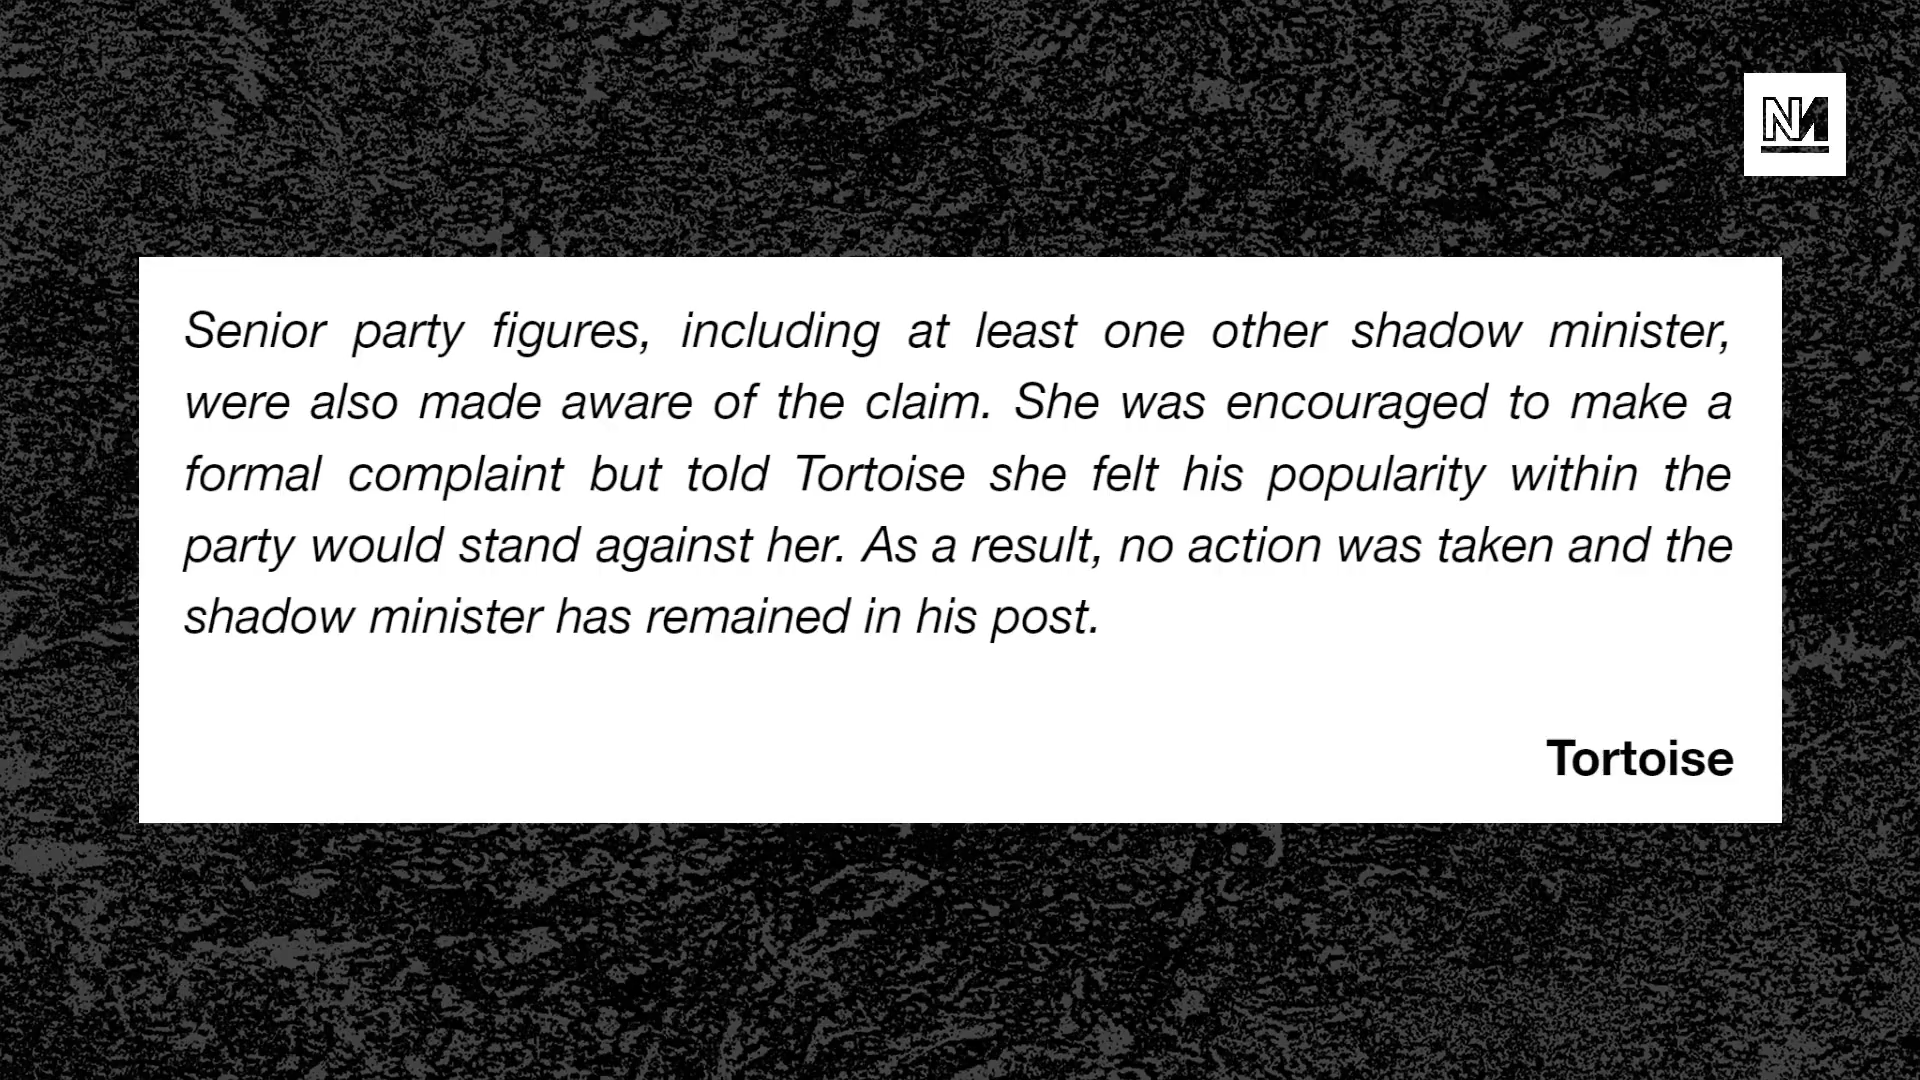 NM
Senior party figures, including at least one other shadow minister,
were also made aware of the claim. She was encouraged to make a
formal complaint but told Tortoise she felt his popularity within the
party would stand against her. As a result, no action was taken and the
shadow minister has remained in his post.
Tortoise